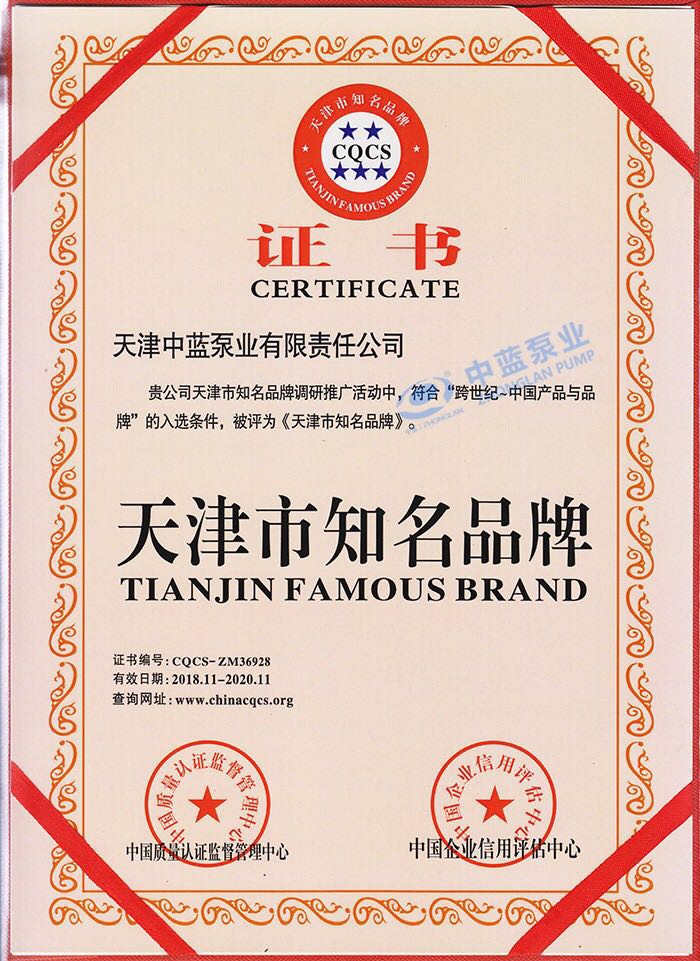 天津市知名品牌
CQCS
TIANJIN FAMOUS BRAND
证书
CERTIFICATE
天津中蓝泵业有限责任公司
中蓝泵业
ZHONGLAN PUMP
贵公司天津市知名品牌调研推广活动中，符合“跨世纪~中国产品与品
牌”的入选条件，被评为《天津市知名品牌》。
天津市知名品牌
TIANJIN FAMOUS BRAND
证书编号：CQCS-ZM36928
有效日期：2018.11-2020.11
查询网址：www.chinacqcs.org
中国质量认证监督管理中心
中国质量认证监督管理中心
中国企业信用评估中心
中国企业信用评估中心